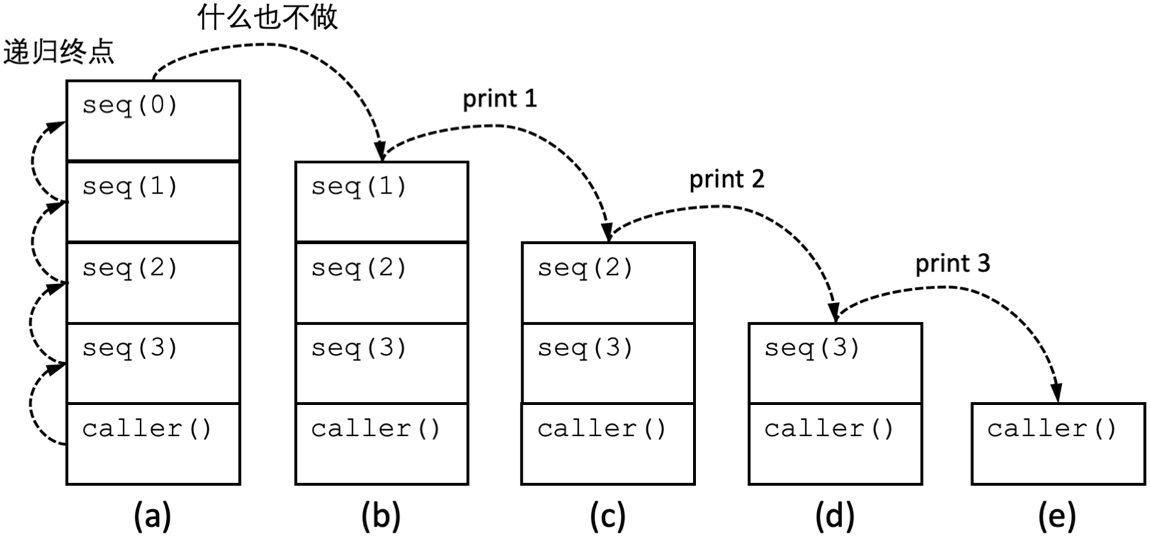 什么也不做
递归终点
print 1
print 2
print 3
seq(0)
seq(1)
seq(2)
seq(3)
caller()
seq(1)
seq(2)
seq(3)
caller()
seq(2)
seq(3)
caller()
seq(3)
caller()
caller()
(a)
(b)
(c)
(d)
(e)